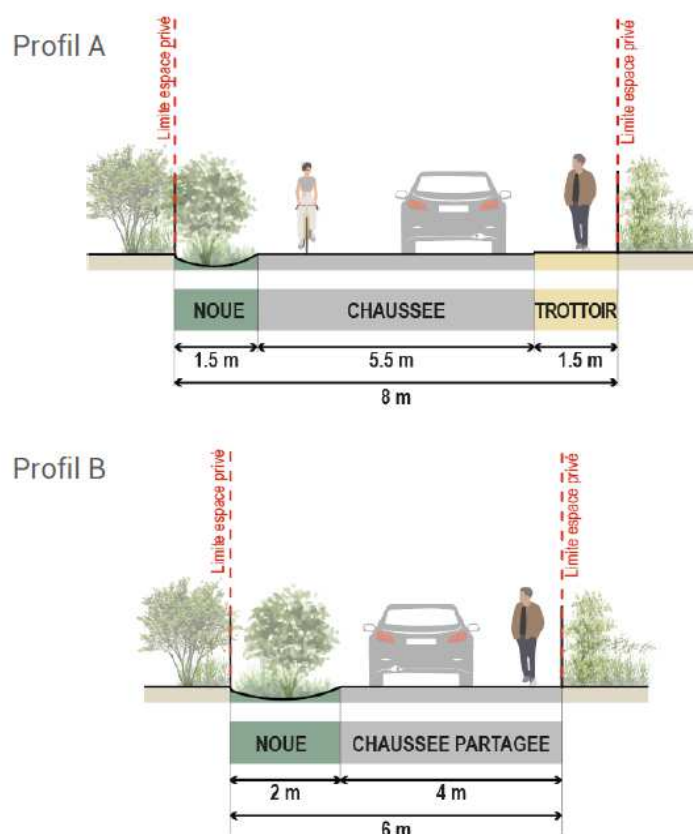 Profil A
Limite espace privé
Limite espace privé
NOUE
CHAUSSEE
TROTTOIR
1.5 m
5.5 m
1.5 m
8 m
Profil B
Limite espace privé
Limite espace privé
NOUE
CHAUSSEE PARTAGEE
2 m
4 m
6 m